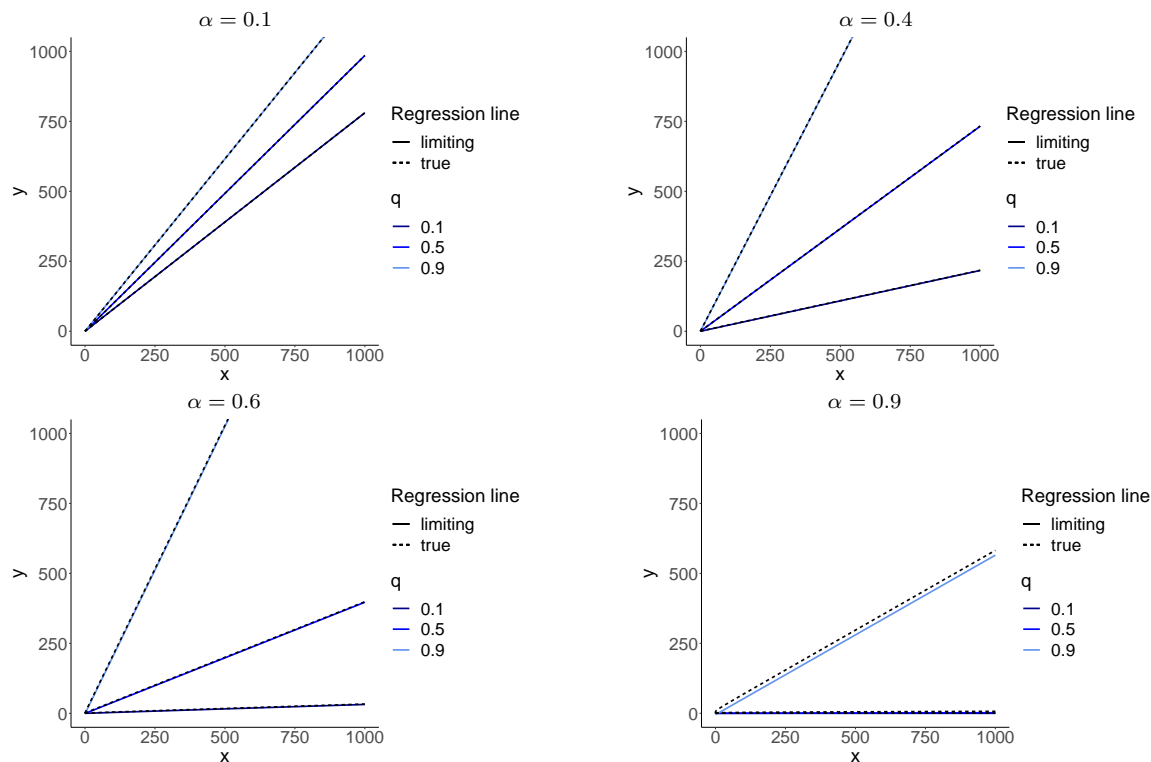 α = 0.1
1000
750
500
250
0
y
0 250 500 750 1000
x
Regression line
limiting
true
q
0.1
0.5
0.9
α = 0.4
1000
750
500
250
0
y
0 250 500 750 1000
x
Regression line
limiting
true
q
0.1
0.5
0.9
α = 0.6
1000
750
500
250
0
y
0 250 500 750 1000
x
Regression line
limiting
true
q
0.1
0.5
0.9
α = 0.9
1000
750
500
250
0
y
0 250 500 750 1000
x
Regression line
limiting
true
q
0.1
0.5
0.9